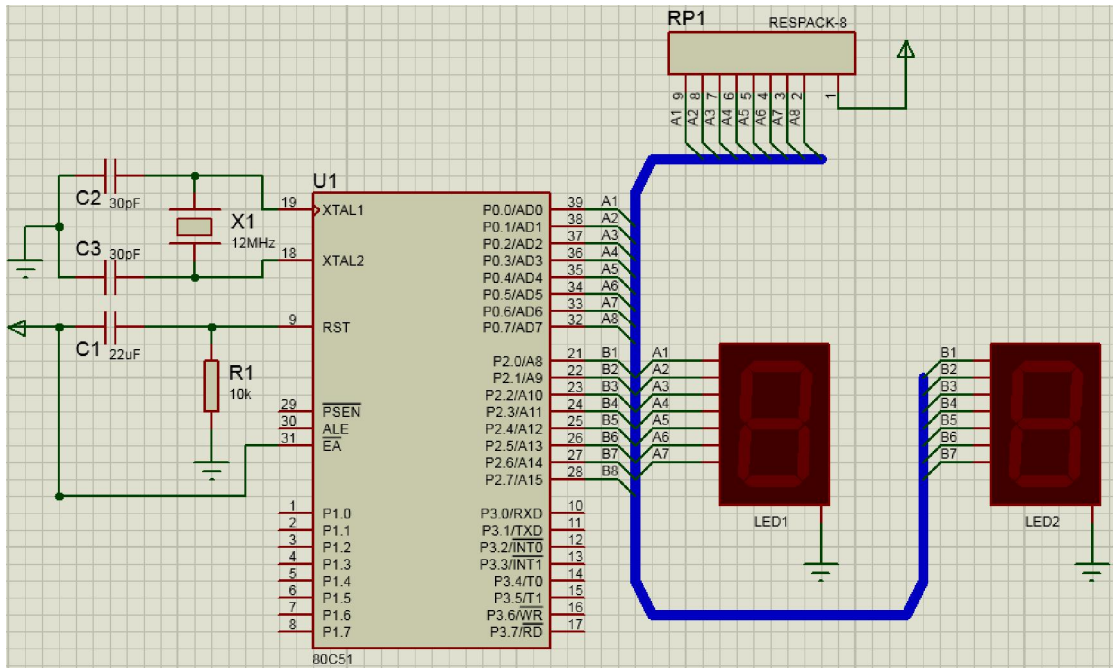 RP1
RESPACK-8
9 8 7 6 5 4 3 2 1
A1 A2 A3 A4 A5 A6 A7 A8
C2
30pF
C3
30pF
X1
12MHz
C1
22uF
R1
10k
U1
19 XTAL1
18 XTAL2
9 RST
29 PSEN
30 ALE
31 EA
1 P1.0
2 P1.1
3 P1.2
4 P1.3
5 P1.4
6 P1.5
7 P1.6
8 P1.7
P0.0/AD0 39 A1
P0.1/AD1 38 A2
P0.2/AD2 37 A3
P0.3/AD3 36 A4
P0.4/AD4 35 A5
P0.5/AD5 34 A6
P0.6/AD6 33 A7
P0.7/AD7 32 A8
P2.0/A8 21 B1
P2.1/A9 22 B2
P2.2/A10 23 B3
P2.3/A11 24 B4
P2.4/A12 25 B5
P2.5/A13 26 B6
P2.6/A14 27 B7
P2.7/A15 28 B8
P3.0/RXD 10
P3.1/TXD 11
P3.2/INT0 12
P3.3/INT1 13
P3.4/T0 14
P3.5/T1 15
P3.6/WR 16
P3.7/RD 17
80C51
A1
A2
A3
A4
A5
A6
A7
LED1
B1
B2
B3
B4
B5
B6
B7
LED2